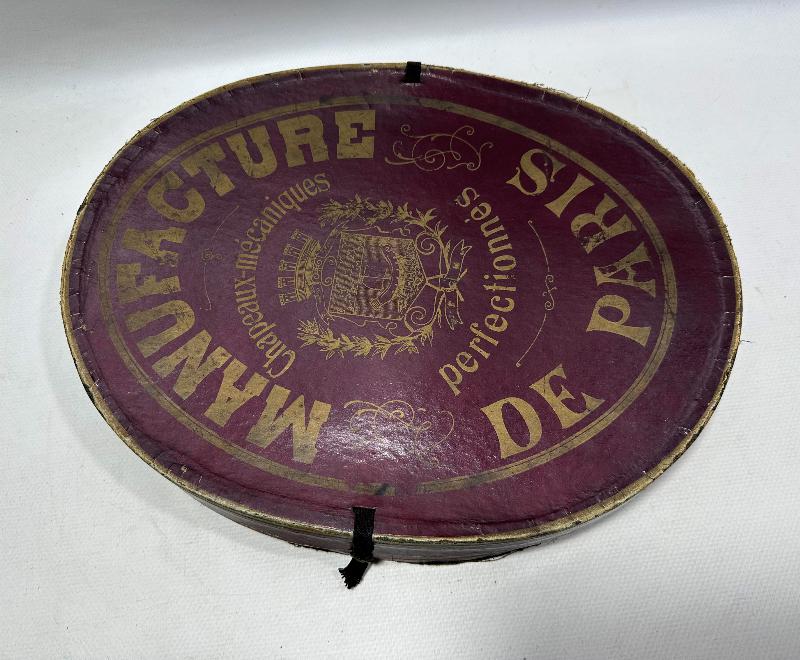 MANUFACTURE
DE PARIS
Chapeaux-mécaniques
perfectionnés